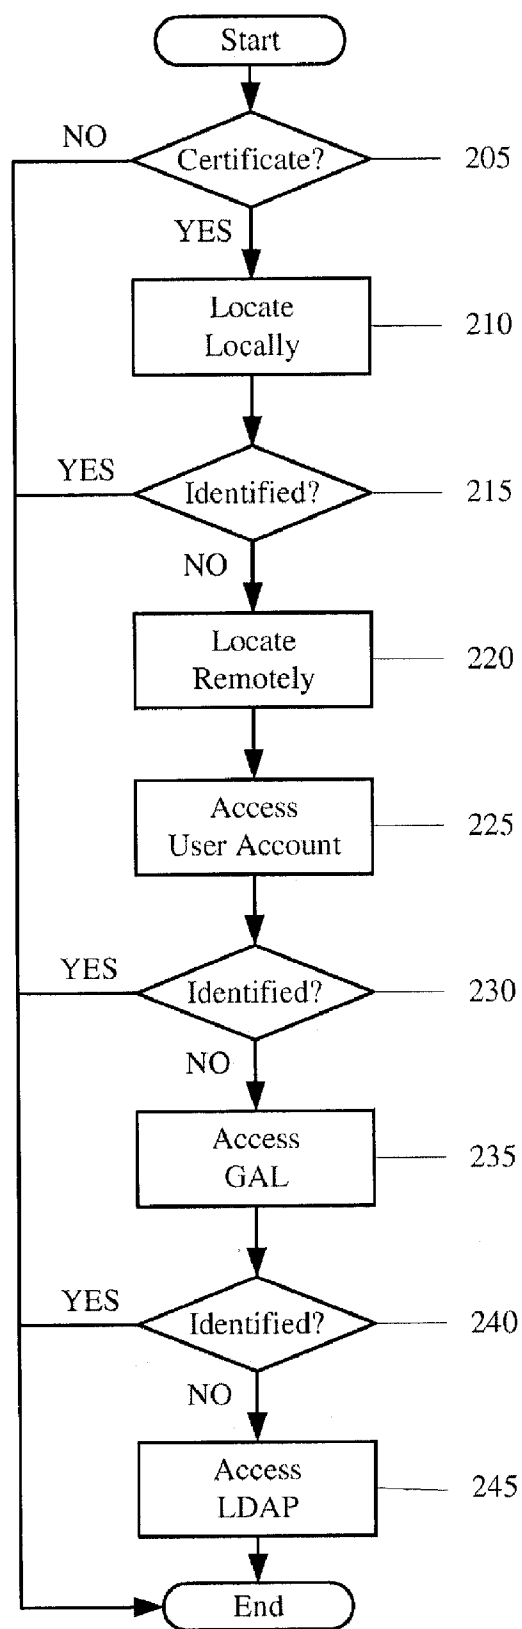 Start
NO
Certificate?
205
YES
Locate
Locally
210
YES
Identified?
215
NO
Locate
Remotely
220
Access
User Account
225
YES
Identified?
230
NO
Access
GAL
235
YES
Identified?
240
NO
Access
LDAP
245
End